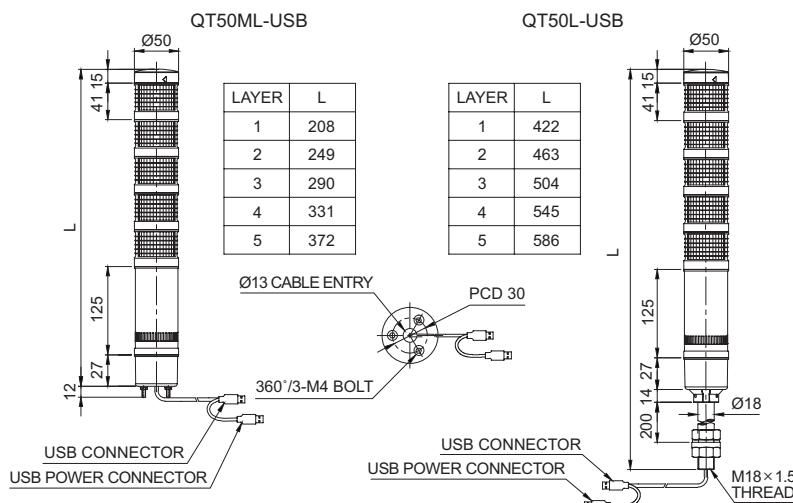 QT50ML-USB
Ø50
15
41
L
125
27
12
LAYER L
1 208
2 249
3 290
4 331
5 372
USB CONNECTOR
USB POWER CONNECTOR
Ø13 CABLE ENTRY
PCD 30
360°/3-M4 BOLT
QT50L-USB
Ø50
15
41
L
125
27
14
200
LAYER L
1 422
2 463
3 504
4 545
5 586
Ø18
USB CONNECTOR
USB POWER CONNECTOR
M18×1.5
THREAD